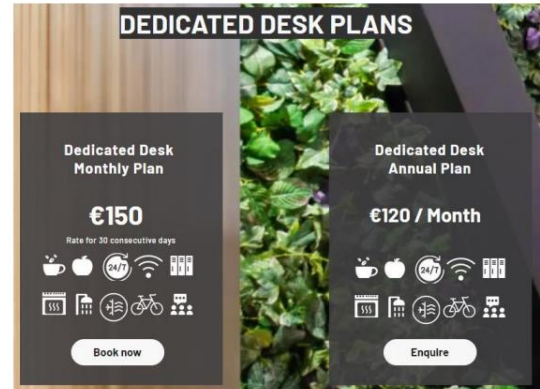 DEDICATED DESK PLANS
Dedicated Desk
Monthly Plan
€150
Rate for 30 consecutive days
24/7
Book now
Dedicated Desk
Annual Plan
€120 / Month
24/7
Enquire